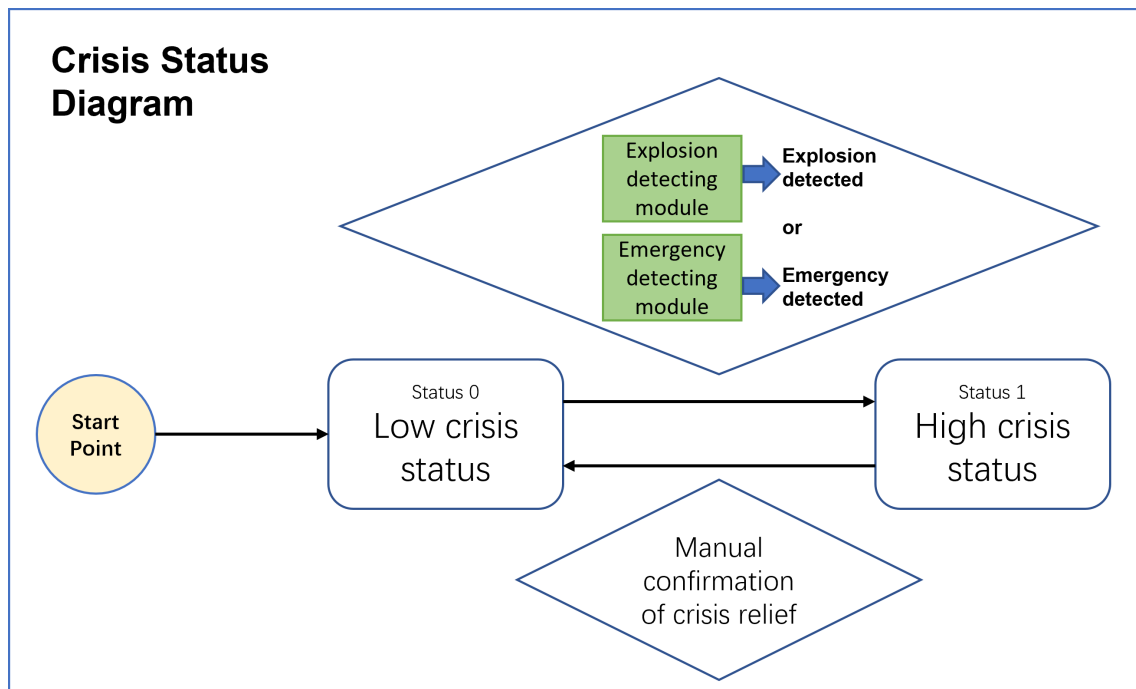 Crisis Status
Diagram
Explosion
detecting
module
Explosion
detected
or
Emergency
detecting
module
Emergency
detected
Start
Point
Status 0
Low crisis
status
Status 1
High crisis
status
Manual
confirmation
of crisis relief